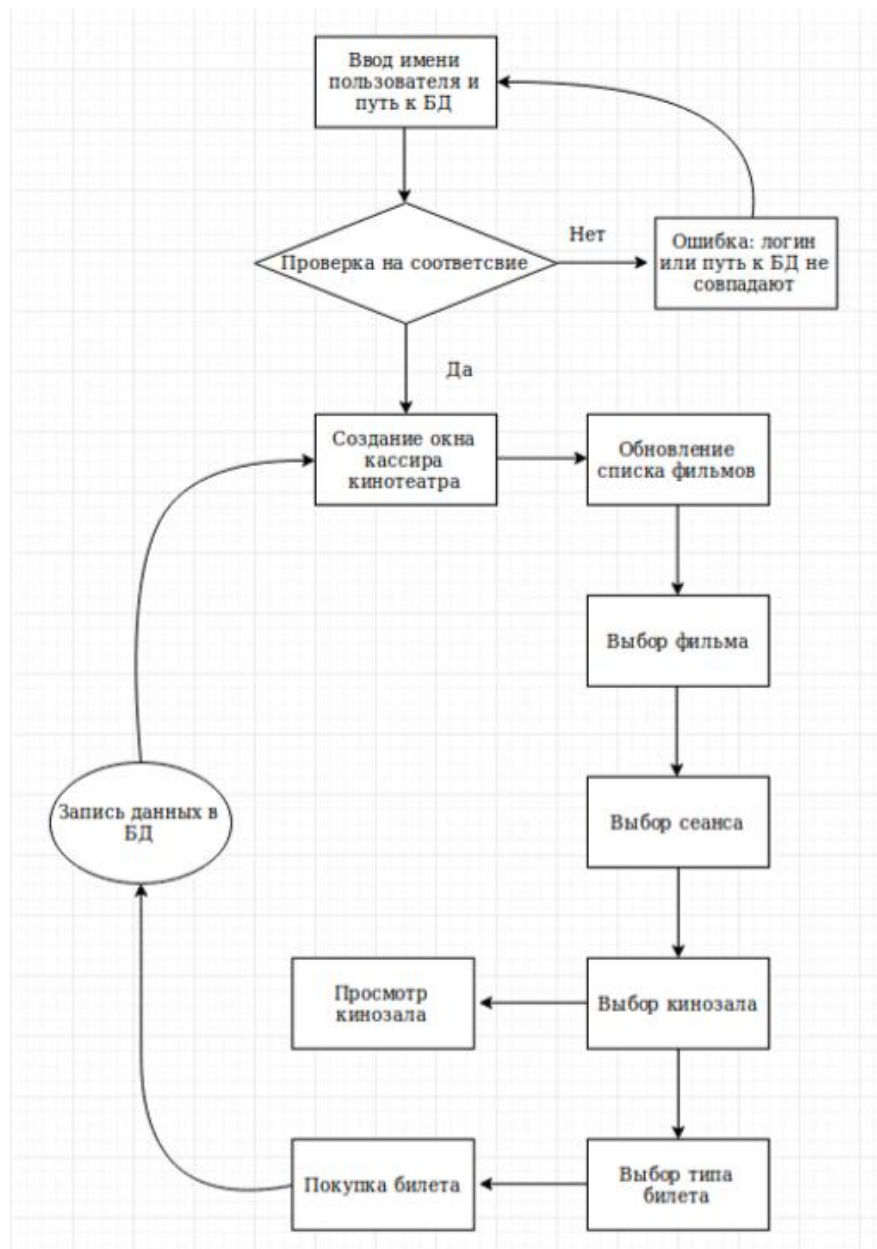 Ввод имени
пользователя и
путь к БД
Нет
Проверка на соответсвие
Ошибка: логин
или путь к БД не
совпадают
Да
Создание окна
кассира
кинотеатра
Обновление
списка фильмов
Выбор фильма
Запись данных в
БД
Выбор сеанса
Просмотр
кинозала
Выбор кинозала
Покупка билета
Выбор типа
билета